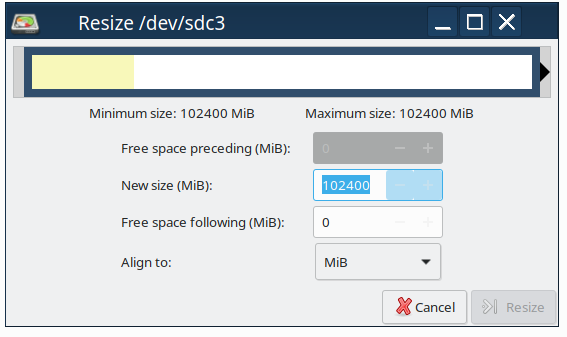 Resize /dev/sdc3
Minimum size: 102400 MiB Maximum size: 102400 MiB
Free space preceding (MiB): 0
New size (MiB): 102400
Free space following (MiB): 0
Align to: MiB
Cancel Resize